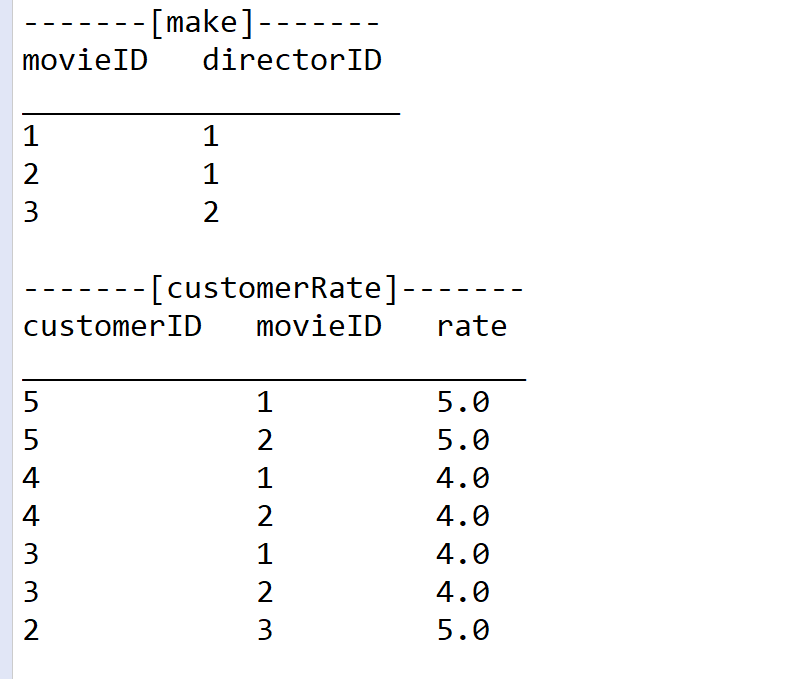 -------[make]-------
movieID   directorID
_____________________
1         1
2         1
3         2
-------[customerRate]-------
customerID   movieID   rate
____________________________
5            1         5.0
5            2         5.0
4            1         4.0
4            2         4.0
3            1         4.0
3            2         4.0
2            3         5.0